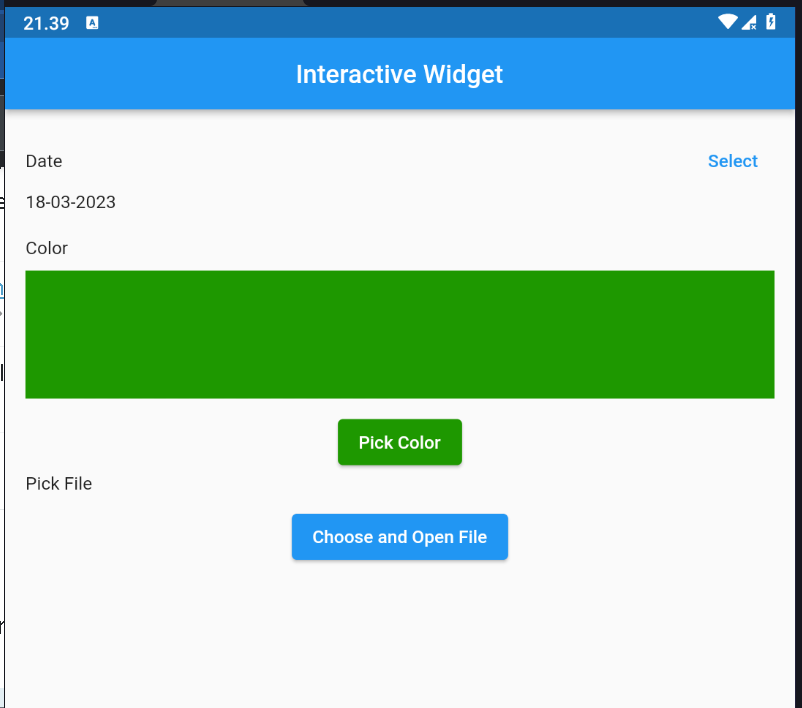 21.39 A
Interactive Widget
Date Select
18-03-2023
Color
Pick Color
Pick File
Choose and Open File